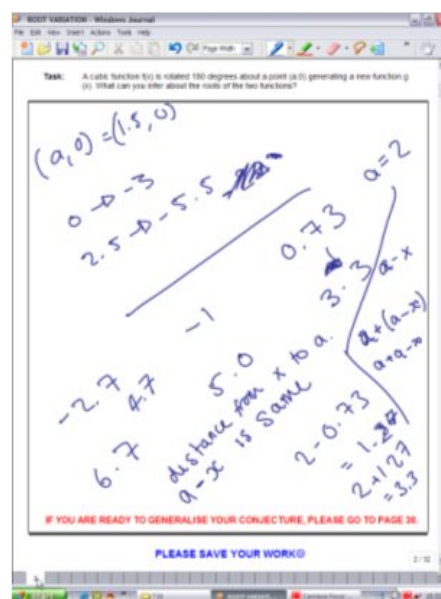 ROOT VARIATION - Windows Journal
File Edit View Insert Actions Tools Help
Page Width
Task: A cubic function f(x) is rotated 180 degrees about a point (a,0) generating a new function g
(x). What can you infer about the roots of the two functions?
(a,0)=(1.5,0)
0 → -3
2.5 → -5.5
a=2
0.73
3.3
a-x
a+(a-x)
a+a-x
-1
-2.7
4.7
6.7
5.0
distance from x to a.
a-x is same
2-0.73
=1.27
2+1.27
=3.3
IF YOU ARE READY TO GENERALISE YOUR CONJECTURE, PLEASE GO TO PAGE 30.
PLEASE SAVE YOUR WORK☺
2 / 32
ROOT VARIATION